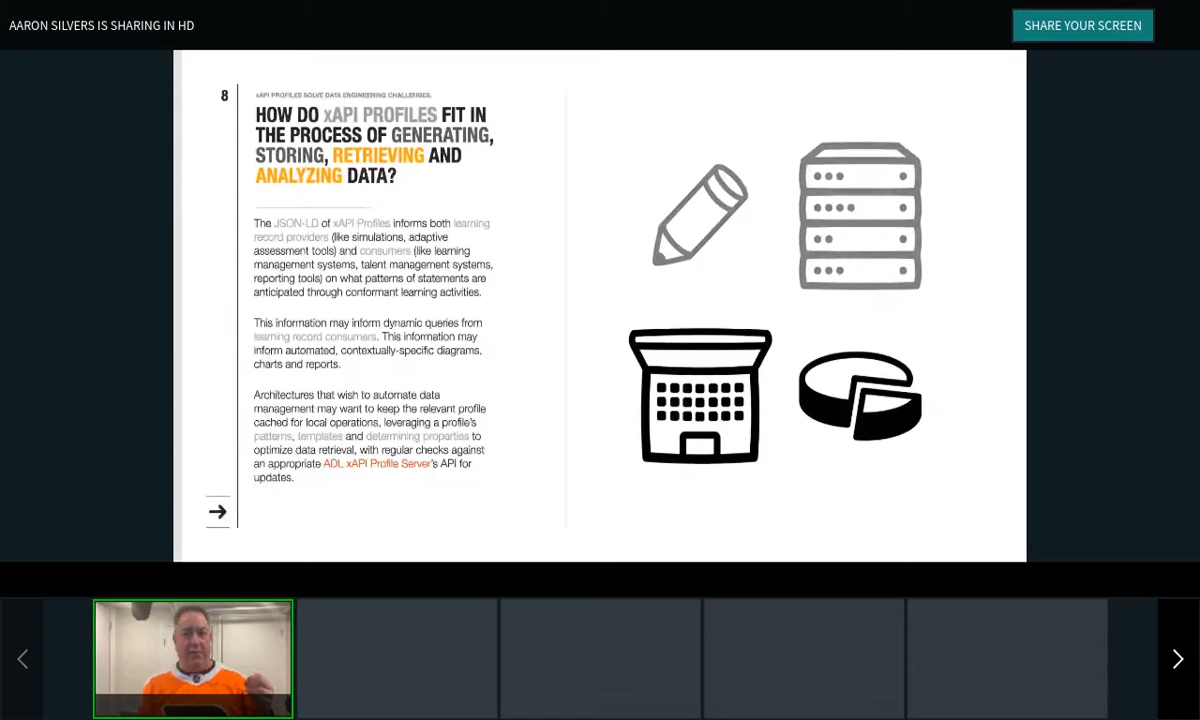 AARON SILVERS IS SHARING IN HD
SHARE YOUR SCREEN
8
xAPI PROFILES SOLVE DATA ENGINEERING CHALLENGES.
HOW DO xAPI PROFILES FIT IN
THE PROCESS OF GENERATING,
STORING, RETRIEVING AND
ANALYZING DATA?
The JSON-LD of xAPI Profiles informs both learning
record providers (like simulations, adaptive
assessment tools) and consumers (like learning
management systems, talent management systems,
reporting tools) on what patterns of statements are
anticipated through conformant learning activities.
This information may inform dynamic queries from
learning record consumers. This information may
inform automated, contextually-specific diagrams,
charts and reports.
Architectures that wish to automate data
management may want to keep the relevant profile
cached for local operations, leveraging a profile's
patterns, templates and determining properties to
optimize data retrieval, with regular checks against
an appropriate ADL xAPI Profile Server's API for
updates.